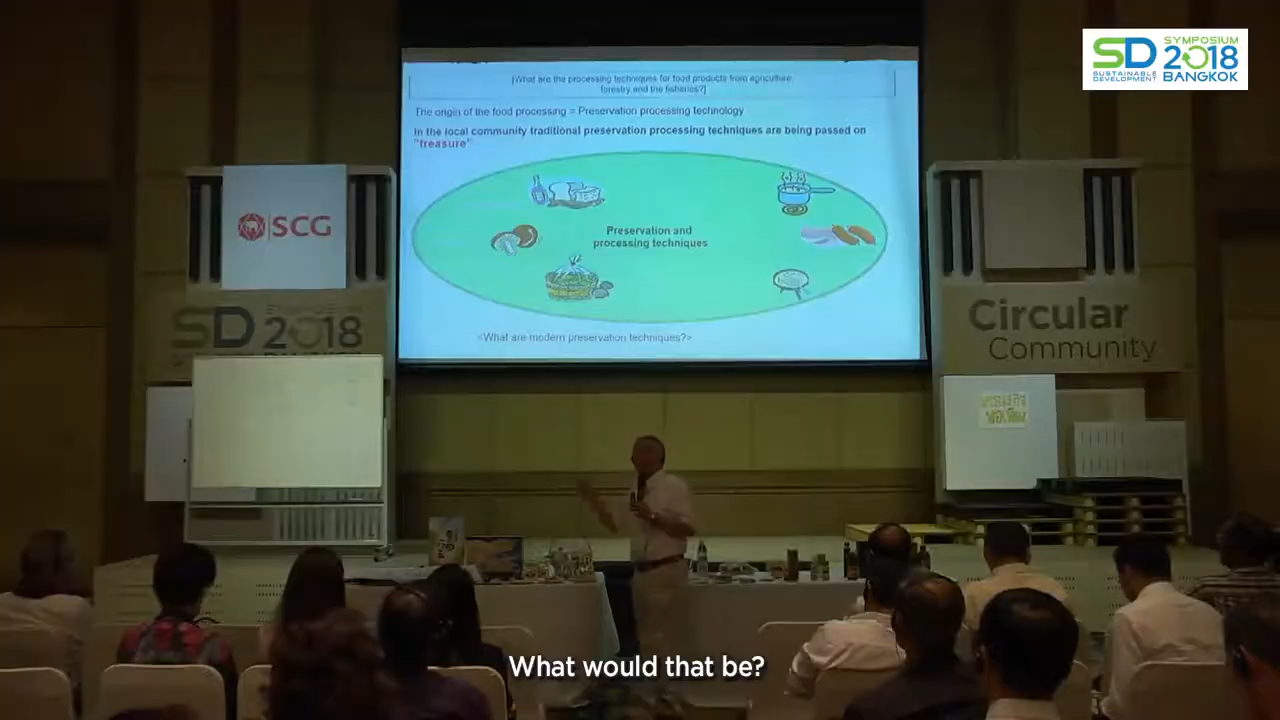 SD SYMPOSIUM 2018
SUSTAINABLE DEVELOPMENT BANGKOK
[What are the processing techniques for food products from agriculture,
forestry and the fisheries?]
The origin of the food processing = Preservation processing technology
In the local community traditional preservation processing techniques are being passed on
"treasure"
Preservation and
processing techniques
<What are modern preservation techniques?>
SCG
SD 2018
Circular
Community
What would that be?